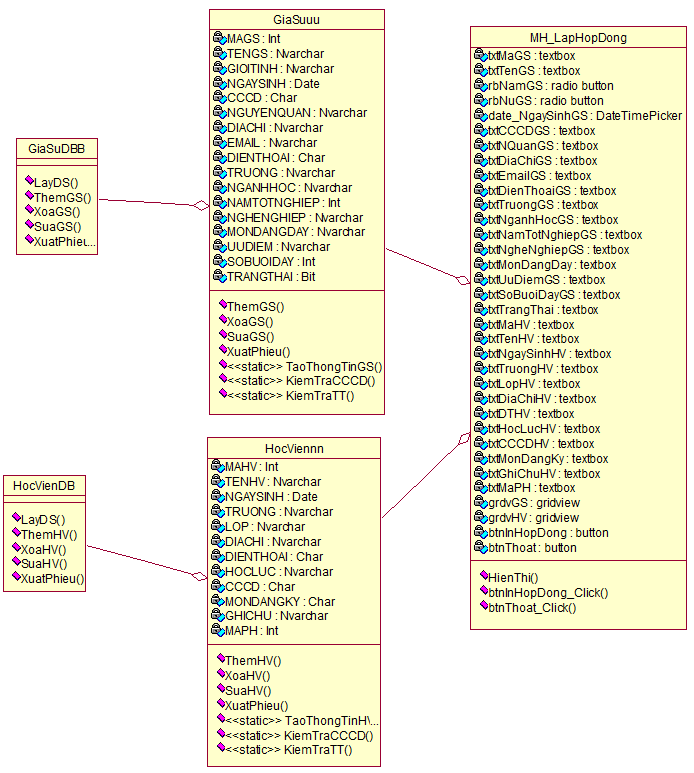 GiaSuDBB
LayDS()
ThemGS()
XoaGS()
SuaGS()
XuatPhieu...
HocVienDB
LayDS()
ThemHV()
XoaHV()
SuaHV()
XuatPhieu()
GiaSuuu
MAGS : Int
TENGS : Nvarchar
GIOITINH : Nvarchar
NGAYSINH : Date
CCCD : Char
NGUYENQUAN : Nvarchar
DIACHI : Nvarchar
EMAIL : Nvarchar
DIENTHOAI : Char
TRUONG : Nvarchar
NGANHHOC : Nvarchar
NAMTOTNGHIEP : Int
NGHENGHIEP : Nvarchar
MONDANGDAY : Nvarchar
UUDIEM : Nvarchar
SOBUOIDAY : Int
TRANGTHAI : Bit
ThemGS()
XoaGS()
SuaGS()
XuatPhieu()
<<static>> TaoThongTinGS()
<<static>> KiemTraCCCD()
<<static>> KiemTraTT()
HocViennn
MAHV : Int
TENHV : Nvarchar
NGAYSINH : Date
TRUONG : Nvarchar
LOP : Nvarchar
DIACHI : Nvarchar
DIENTHOAI : Char
HOCLUC : Nvarchar
CCCD : Char
MONDANGKY : Char
GHICHU : Nvarchar
MAPH : Int
ThemHV()
XoaHV()
SuaHV()
XuatPhieu()
<<static>> TaoThongTinH\...
<<static>> KiemTraCCCD()
<<static>> KiemTraTT()
MH_LapHopDong
txtMaGS : textbox
txtTenGS : textbox
rbNamGS : radio button
rbNuGS : radio button
date_NgaySinhGS : DateTimePicker
txtCCCDGS : textbox
txtNQuanGS : textbox
txtDiaChiGS : textbox
txtEmailGS : textbox
txtDienThoaiGS : textbox
txtTruongGS : textbox
txtNganhHocGS : textbox
txtNamTotNghiepGS : textbox
txtNgheNghiepGS : textbox
txtMonDangDay : textbox
txtUuDiemGS : textbox
txtSoBuoiDayGS : textbox
txtTrangThai : textbox
txtMaHV : textbox
txtTenHV : textbox
txtNgaySinhHV : textbox
txtTruongHV : textbox
txtLopHV : textbox
txtDiaChiHV : textbox
txtDTHV : textbox
txtHocLucHV : textbox
txtCCCDHV : textbox
txtMonDangKy : textbox
txtGhiChuHV : textbox
txtMaPH : textbox
grdvGS : gridview
grdvHV : gridview
btnInHopDong : button
btnThoat : button
HienThi()
btnInHopDong_Click()
btnThoat_Click()